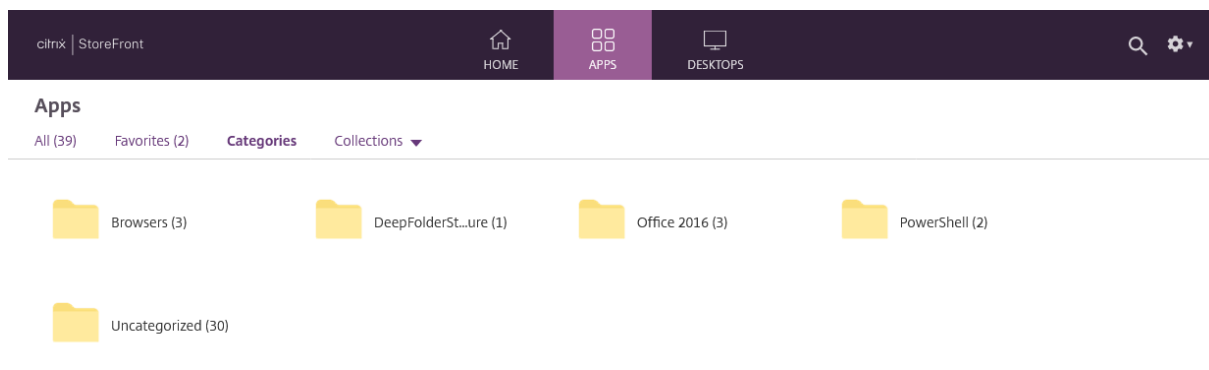 citrix | StoreFront
HOME
APPS
DESKTOPS
Apps
All (39) Favorites (2) Categories Collections
Browsers (3) DeepFolderSt...ure (1) Office 2016 (3) PowerShell (2)
Uncategorized (30)